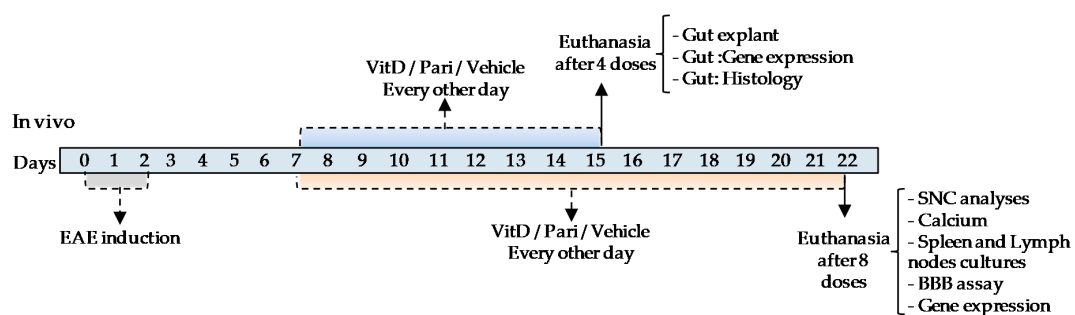 Euthanasia
after 4 doses
- Gut explant
- Gut :Gene expression
- Gut: Histology
VitD / Pari / Vehicle
Every other day
In vivo
Days 0 1 2 3 4 5 6 7 8 9 10 11 12 13 14 15 16 17 18 19 20 21 22
EAE induction
VitD / Pari / Vehicle
Every other day
Euthanasia
after 8
doses
- SNC analyses
- Calcium
- Spleen and Lymph
nodes cultures
- BBB assay
- Gene expression